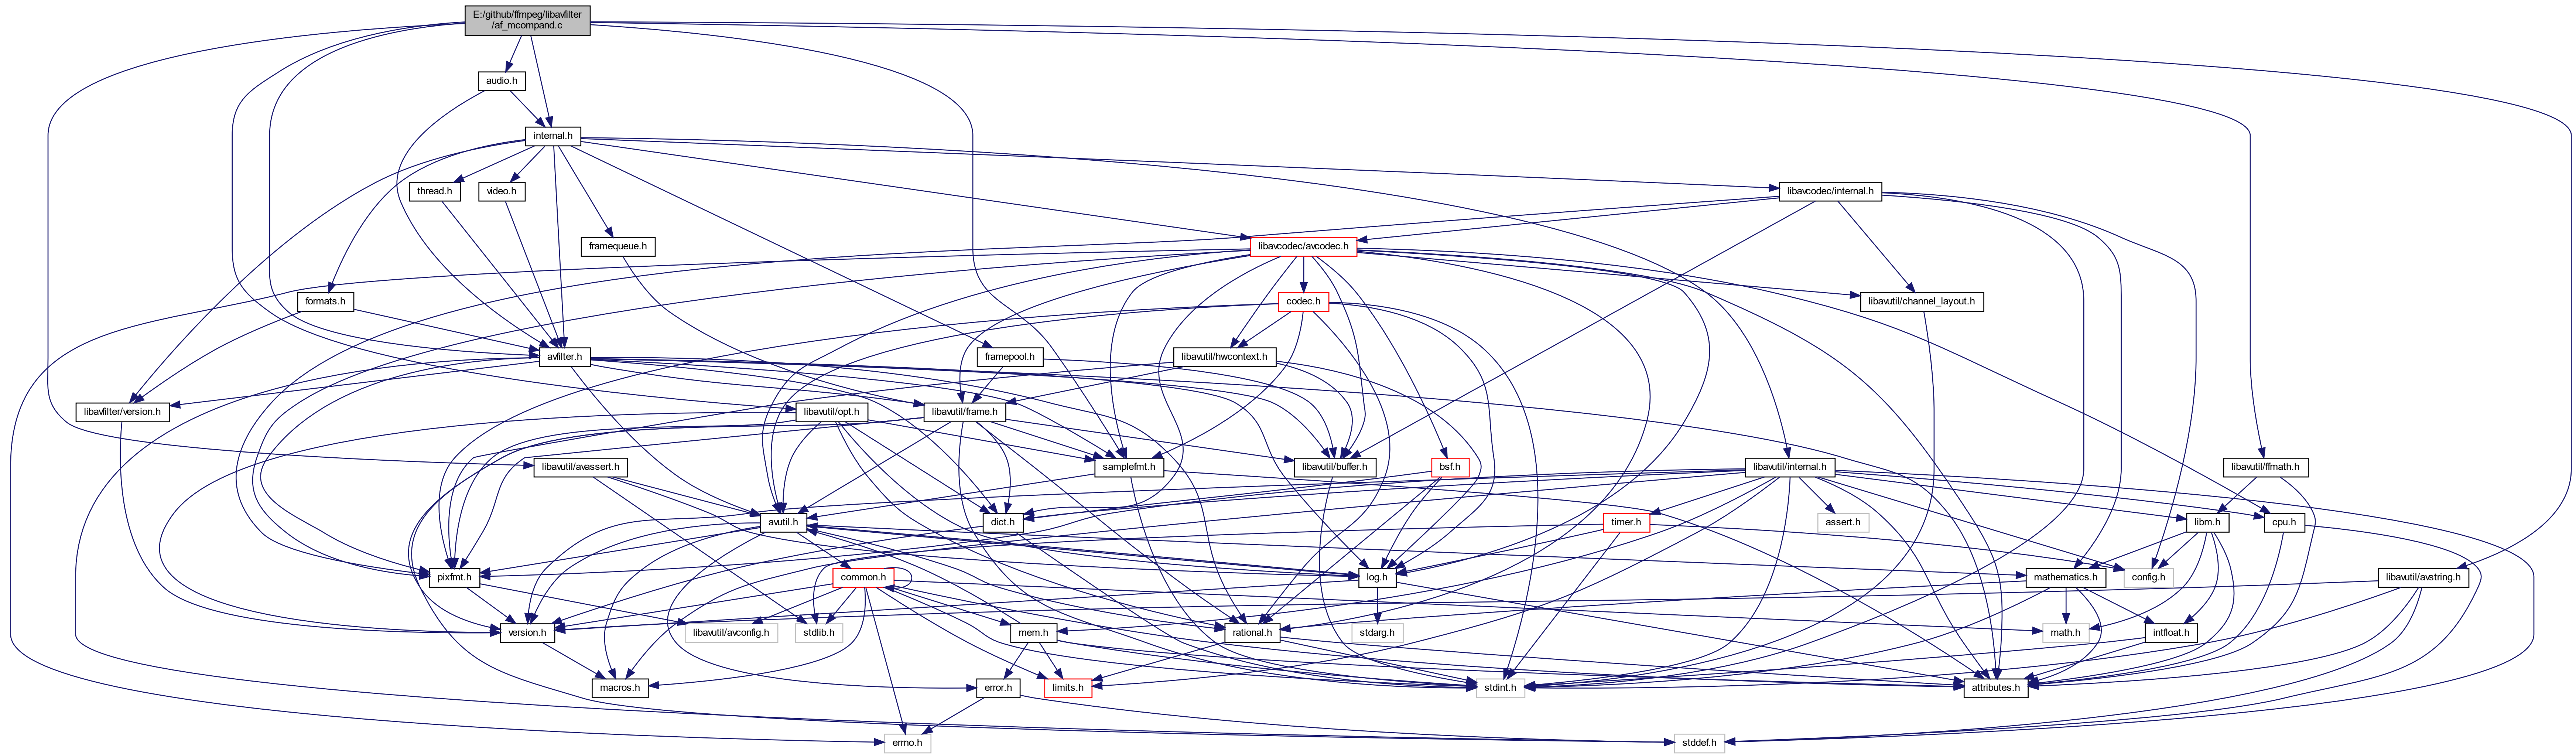 E:/github/ffmpeg/libavfilter
/af_mcompand.c
audio.h
internal.h
thread.h
video.h
libavcodec/internal.h
framequeue.h
libavcodec/avcodec.h
formats.h
codec.h
libavutil/channel_layout.h
avfilter.h
framepool.h
libavutil/hwcontext.h
libavfilter/version.h
libavutil/opt.h
libavutil/frame.h
libavutil/avassert.h
samplefmt.h
libavutil/buffer.h
bsf.h
libavutil/internal.h
libavutil/ffmath.h
avutil.h
dict.h
timer.h
assert.h
libm.h
cpu.h
pixfmt.h
common.h
log.h
mathematics.h
config.h
libavutil/avstring.h
version.h
libavutil/avconfig.h
stdlib.h
mem.h
rational.h
stdarg.h
math.h
intfloat.h
macros.h
error.h
limits.h
stdint.h
attributes.h
errno.h
stddef.h